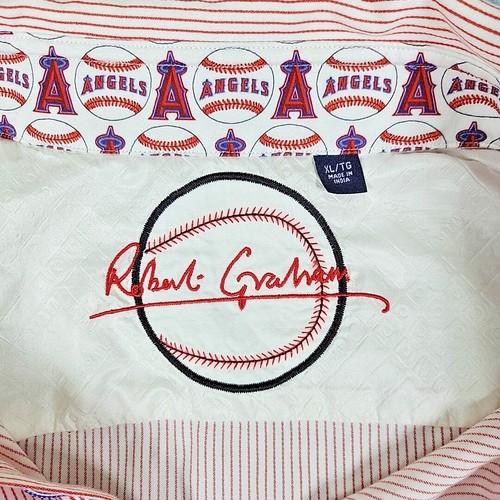 ANGELS A ANGELS A ANGELS A
XL/TG
MADE IN
INDIA
Robert Graham